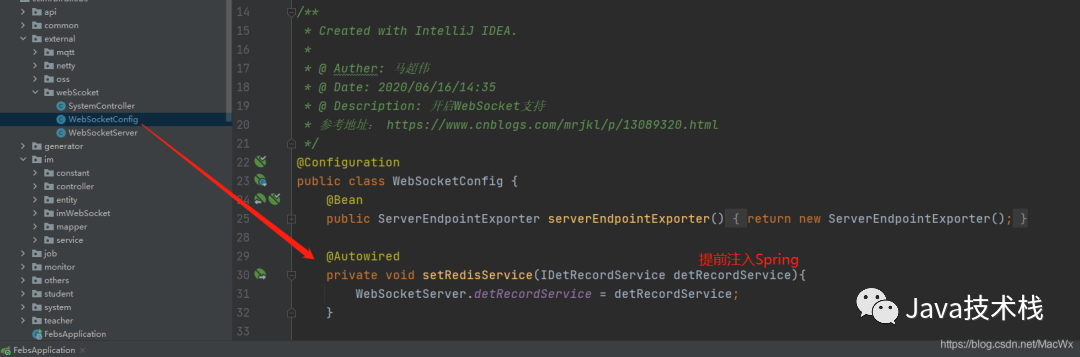 api
common
external
mqtt
netty
oss
webScoket
SystemController
WebSocketConfig
WebSocketServer
generator
im
constant
controller
entity
imWebSocket
mapper
service
job
monitor
others
student
system
teacher
FebsApplication
FebsApplication ×
14 /**
15 * Created with IntelliJ IDEA.
16 *
17 * @ Auther: 马超伟
18 * @ Date: 2020/06/16/14:35
19 * @ Description: 开启WebSocket支持
20 * 参考地址： https://www.cnblogs.com/mrjkl/p/13089320.html
21 */
22 @Configuration
23 public class WebSocketConfig {
24 @Bean
25 public ServerEndpointExporter serverEndpointExporter() { return new ServerEndpointExporter(); }
28
29 @Autowired
提前注入Spring
30 private void setRedisService(IDetRecordService detRecordService){
31 WebSocketServer.detRecordService = detRecordService;
32 }
33
Java技术栈
https://blog.csdn.net/MacWx